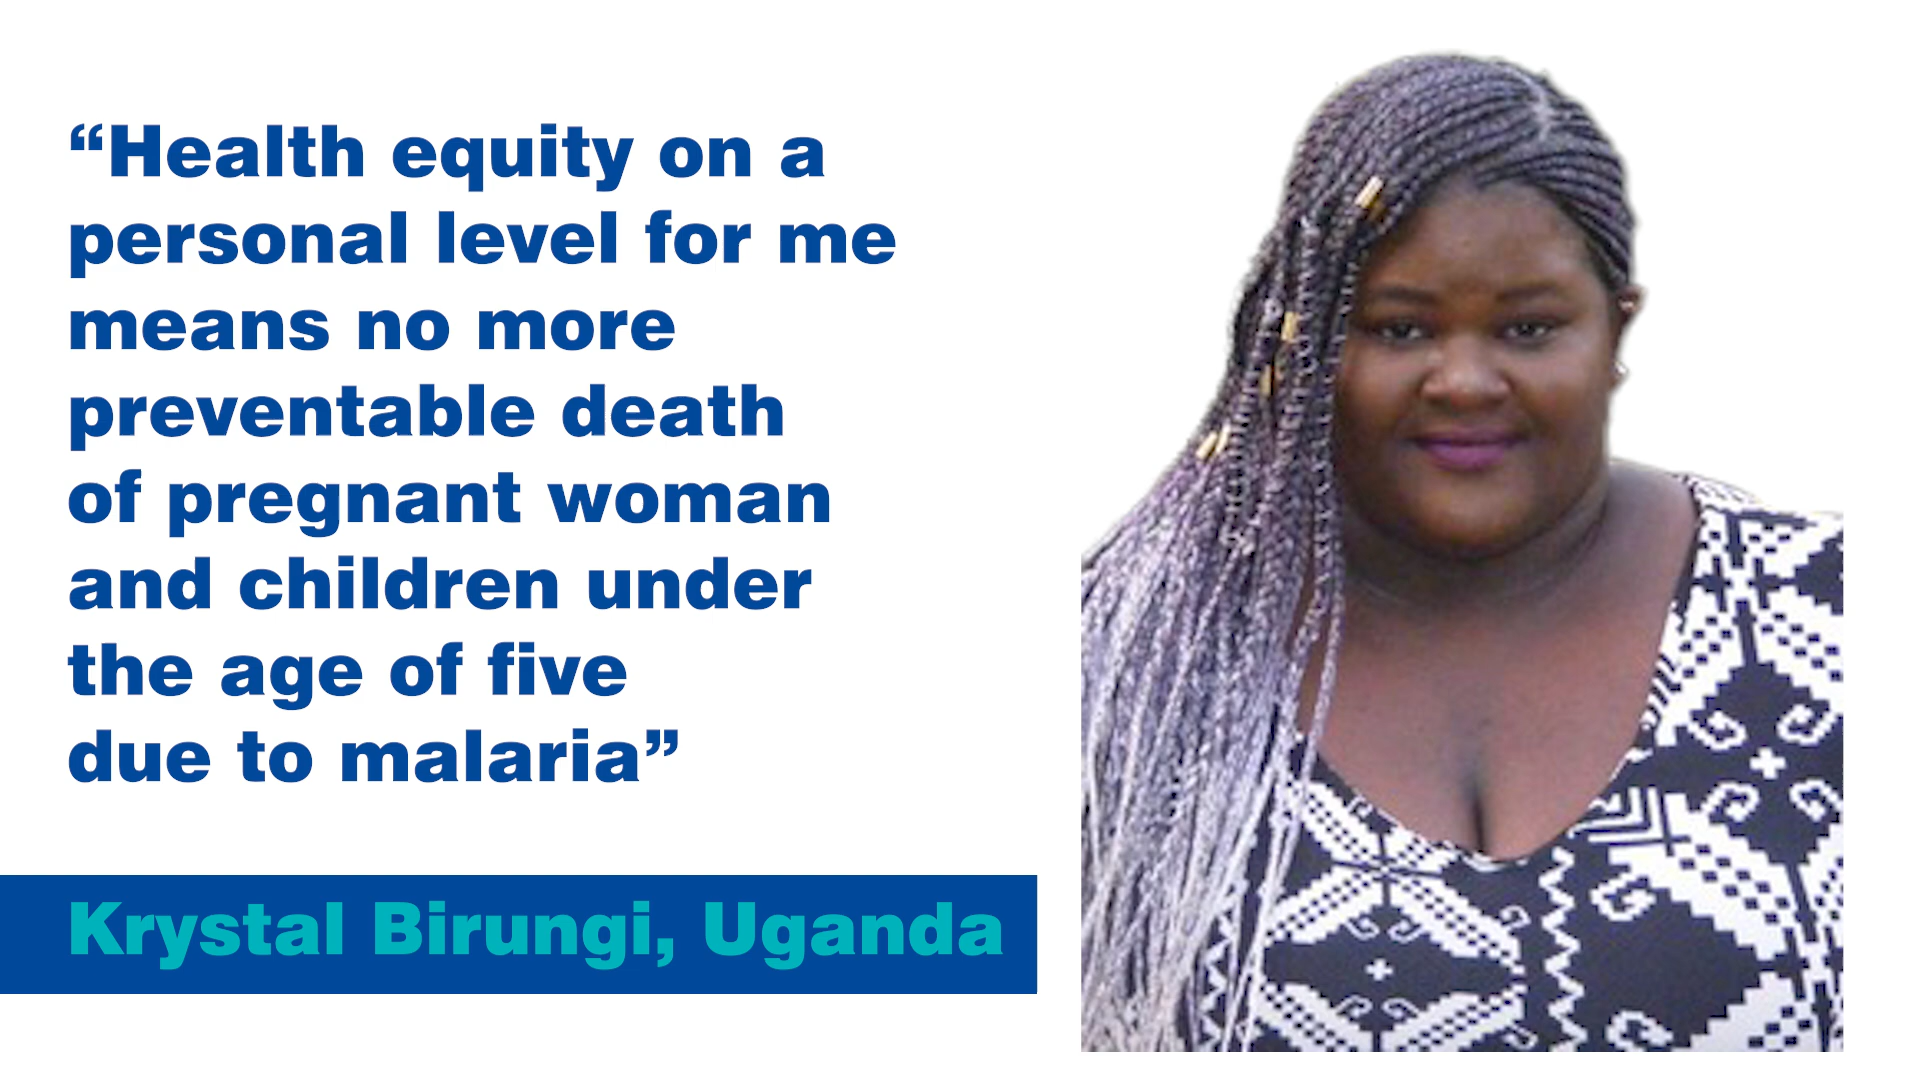 “Health equity on a
personal level for me
means no more
preventable death
of pregnant woman
and children under
the age of five
due to malaria”
Krystal Birungi, Uganda